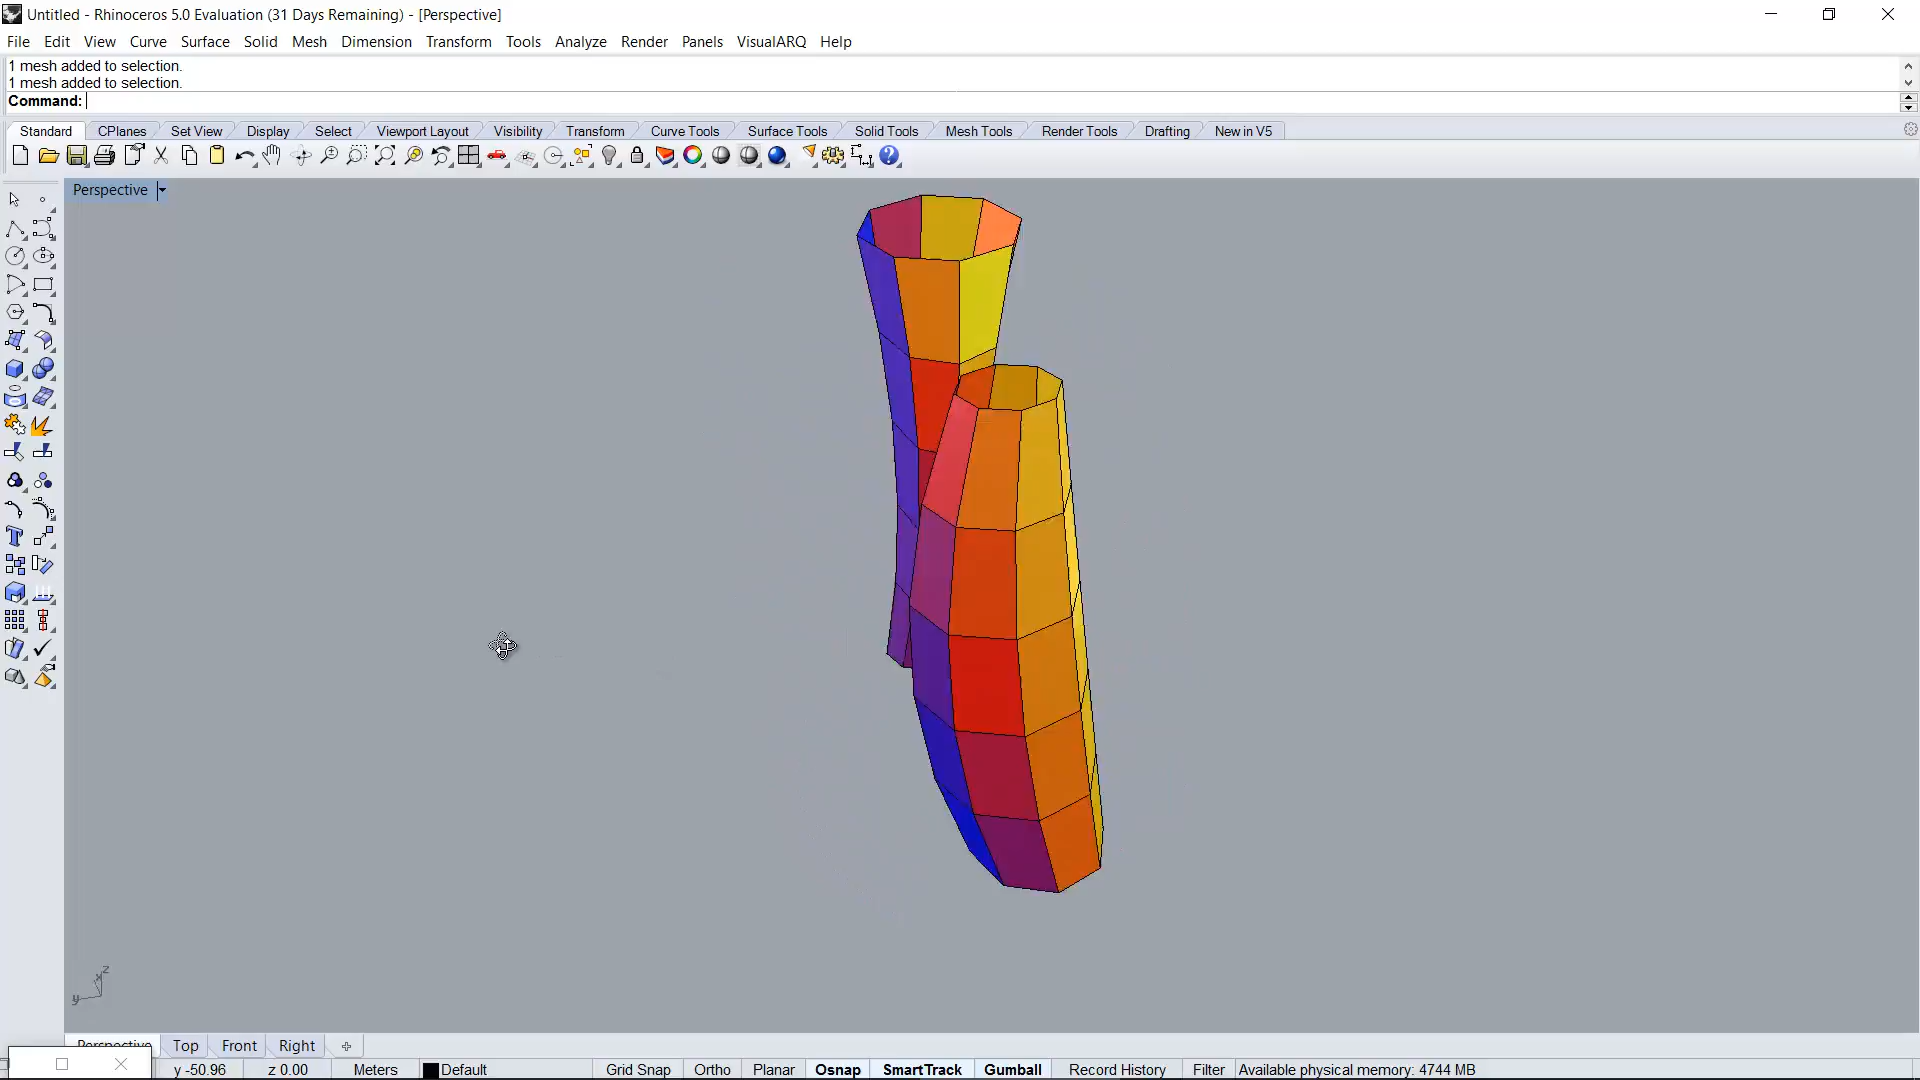 Untitled - Rhinoceros 5.0 Evaluation (31 Days Remaining) - [Perspective]
File Edit View Curve Surface Solid Mesh Dimension Transform Tools Analyze Render Panels VisualARQ Help
1 mesh added to selection.
1 mesh added to selection.
Command:
Standard CPlanes Set View Display Select Viewport Layout Visibility Transform Curve Tools Surface Tools Solid Tools Mesh Tools Render Tools Drafting New in V5
Perspective
z
x
y
Perspective Top Front Right
y -50.96 z 0.00 Meters Default Grid Snap Ortho Planar Osnap SmartTrack Gumball Record History Filter Available physical memory: 4744 MB